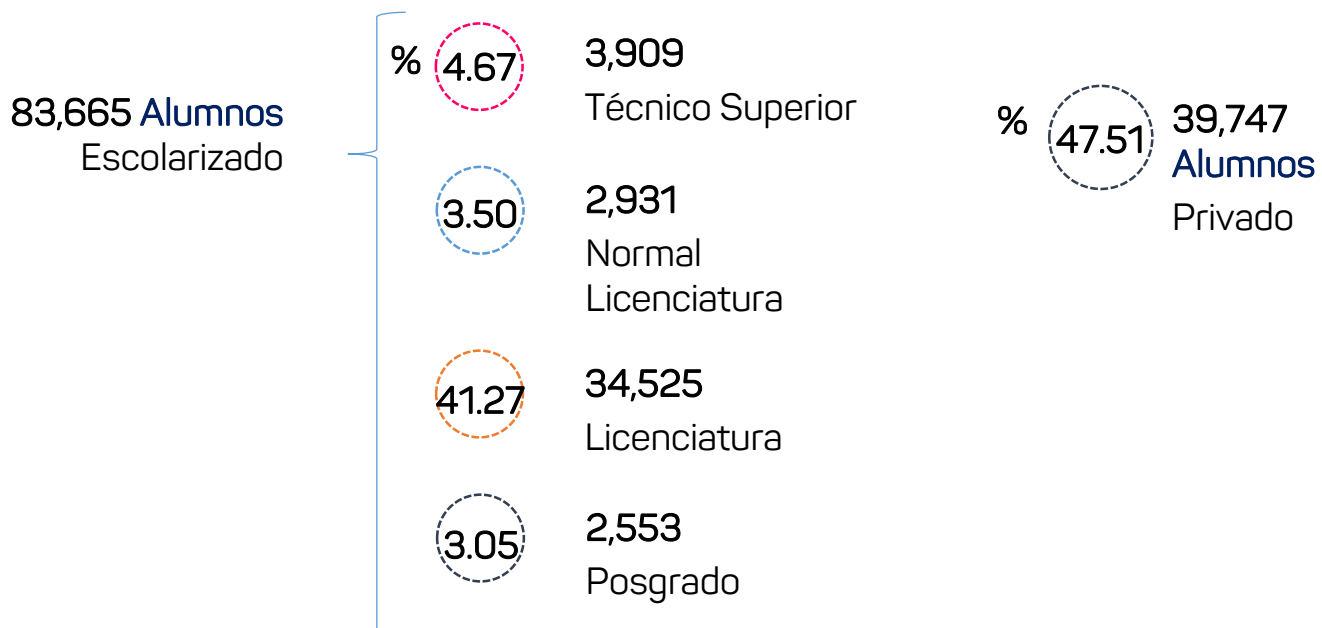 83,665 Alumnos
Escolarizado
%
4.67
3,909
Técnico Superior
3.50
2,931
Normal
Licenciatura
41.27
34,525
Licenciatura
3.05
2,553
Posgrado
%
47.51
39,747
Alumnos
Privado